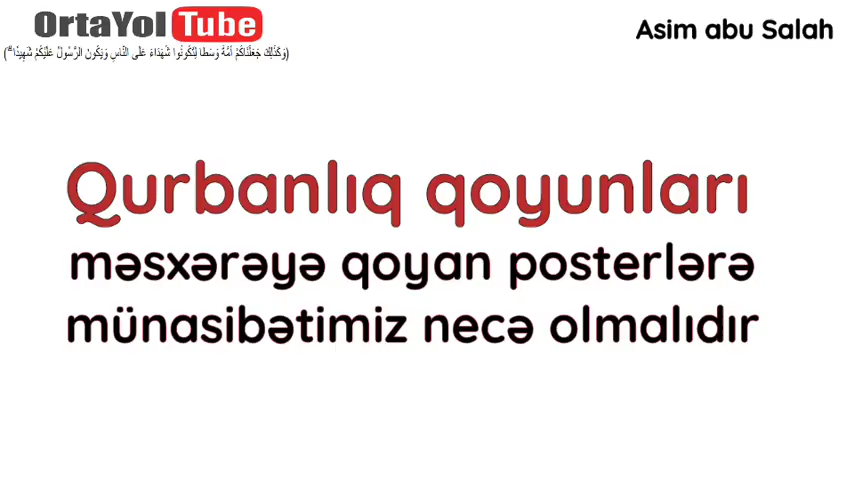 OrtaYol Tube
(وَكَذَٰلِكَ جَعَلْنَاكُمْ أُمَّةً وَسَطًا لِّتَكُونُوا شُهَدَاءَ عَلَى النَّاسِ وَيَكُونَ الرَّسُولُ عَلَيْكُمْ شَهِيدًا ۗ)
Asim abu Salah
Qurbanlıq qoyunları
məsxərəyə qoyan posterlərə
münasibətimiz necə olmalıdır